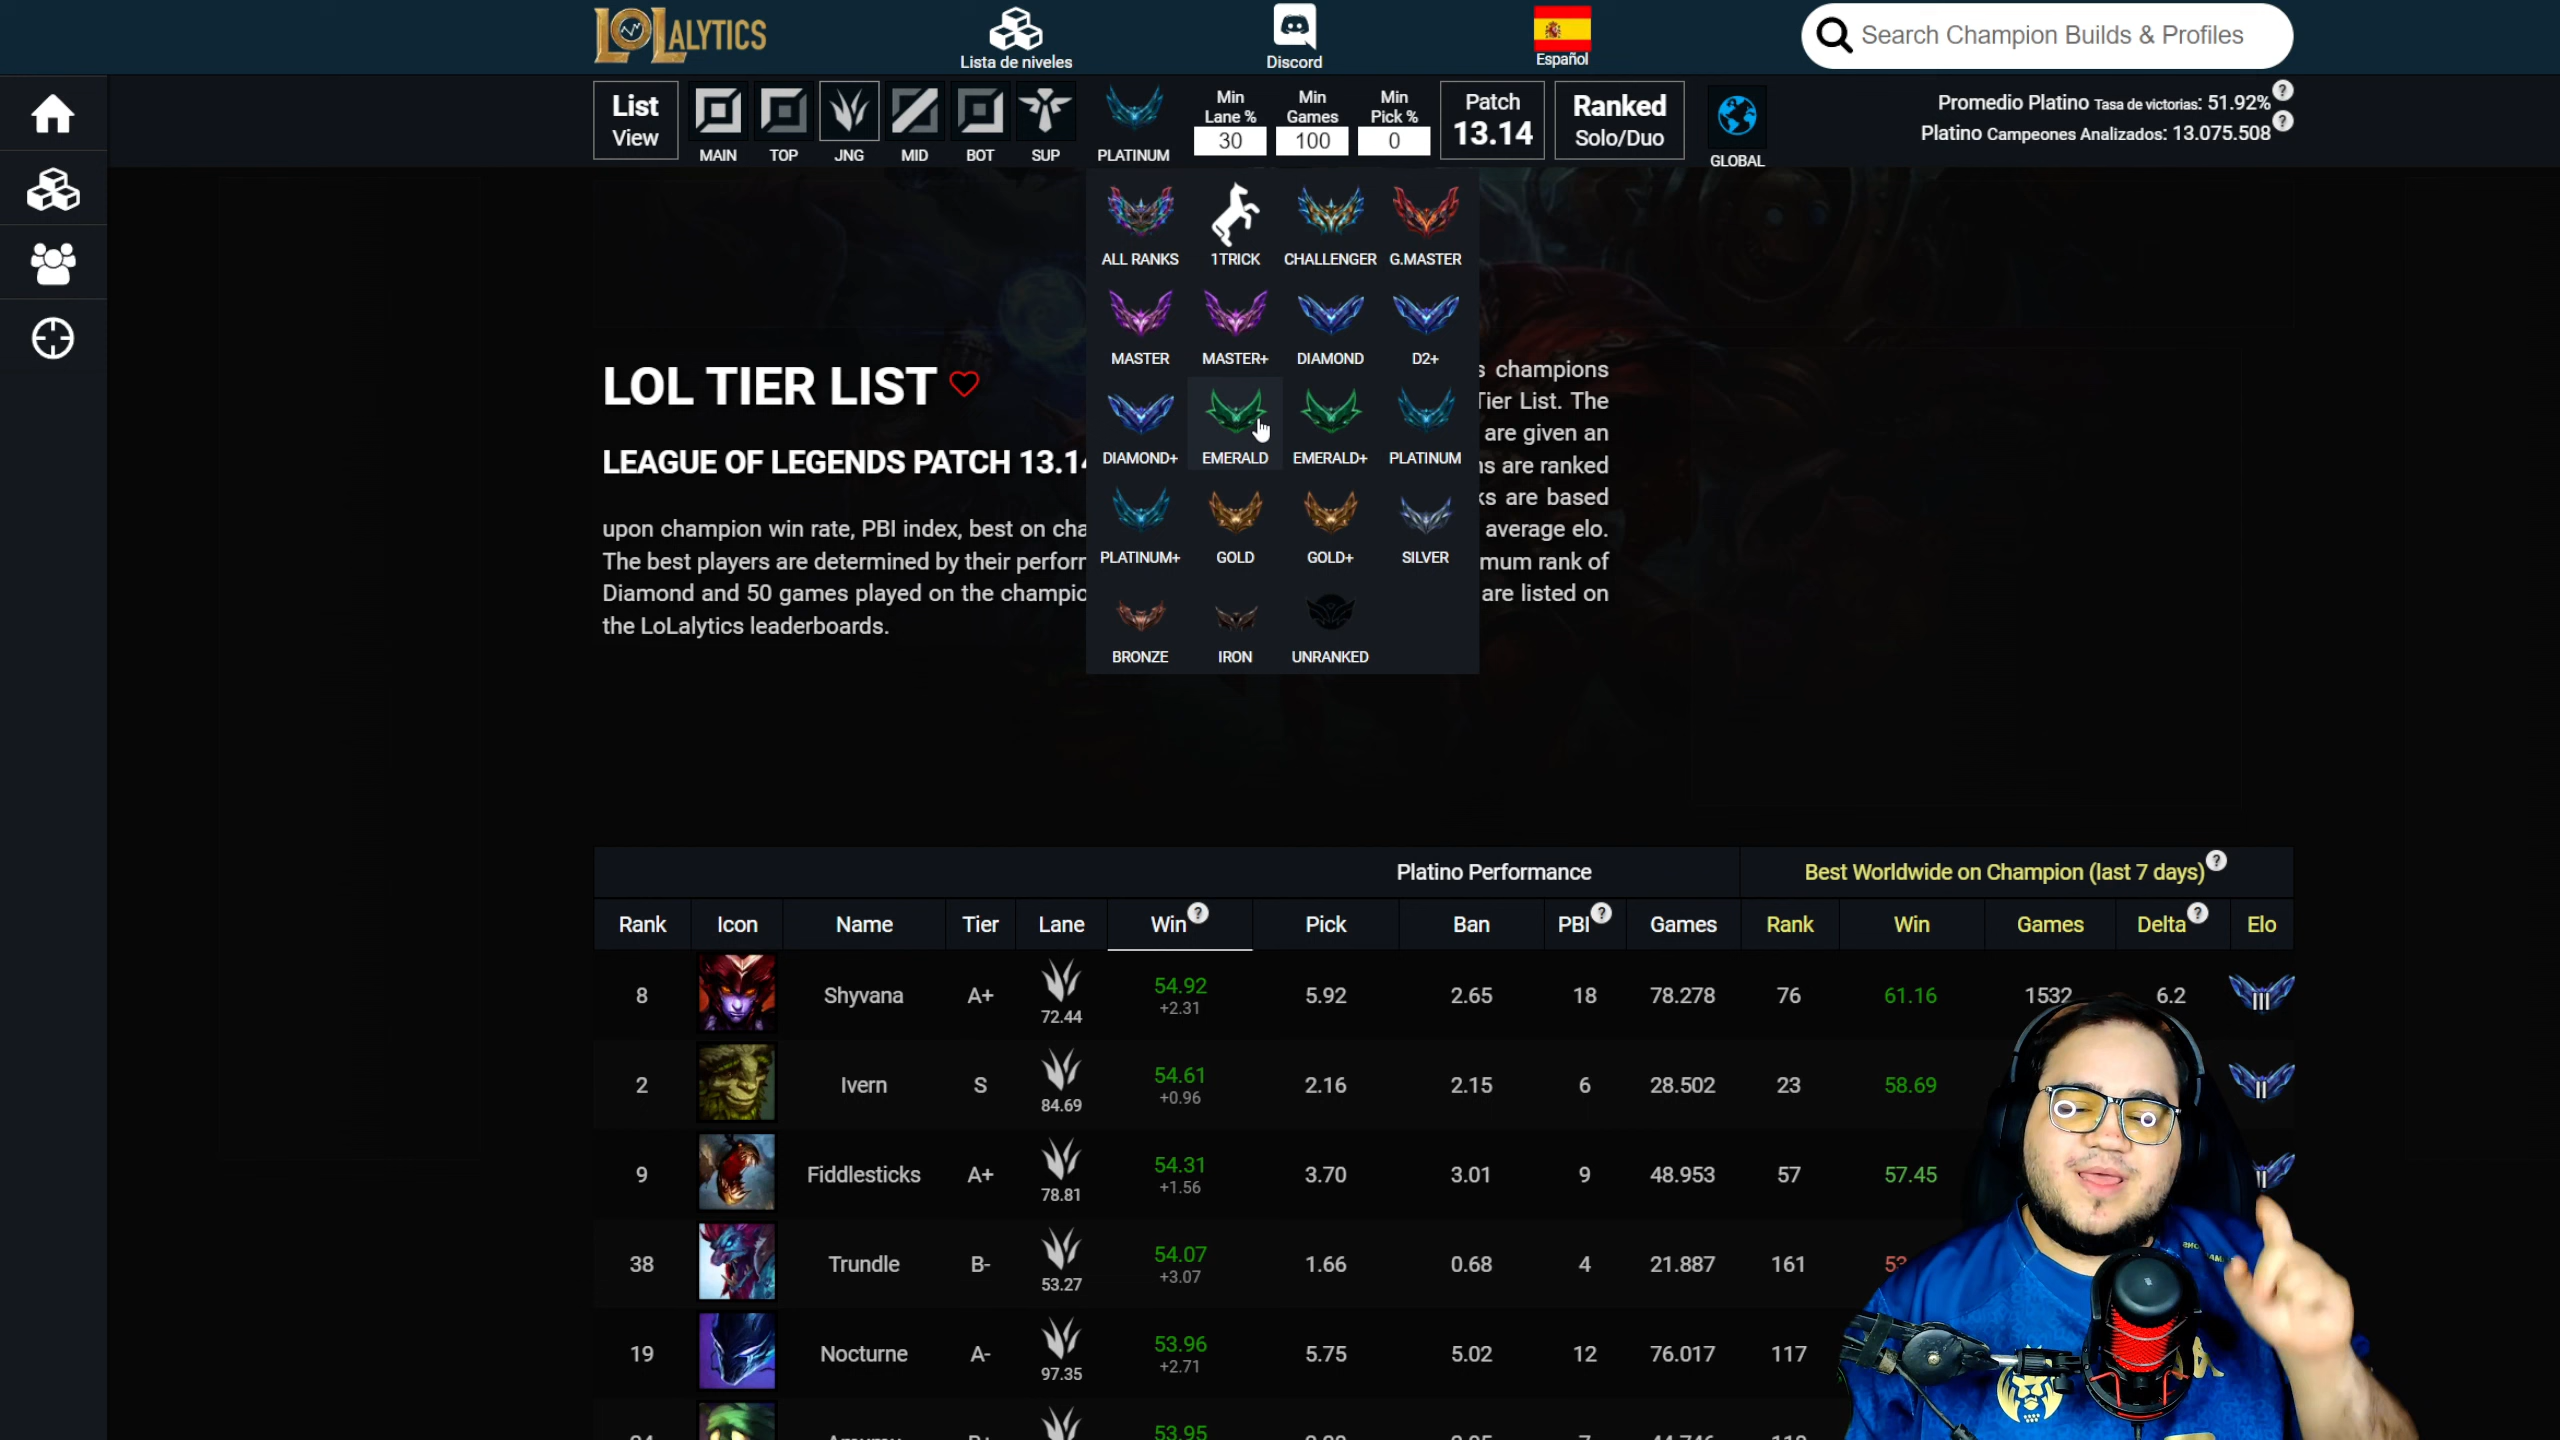 LOLALYTICS
Lista de niveles
Discord
Español
Search Champion Builds & Profiles
List
View
MAIN
TOP
JNG
MID
BOT
SUP
PLATINUM
Min
Lane %
30
Min
Games
100
Min
Pick %
0
Patch
13.14
Ranked
Solo/Duo
GLOBAL
Promedio Platino Tasa de victorias: 51.92%
Platino Campeones Analizados: 13.075.508
ALL RANKS 1TRICK CHALLENGER G.MASTER
MASTER MASTER+ DIAMOND D2+
DIAMOND+ EMERALD EMERALD+ PLATINUM
PLATINUM+ GOLD GOLD+ SILVER
BRONZE IRON UNRANKED
LOL TIER LIST
LEAGUE OF LEGENDS PATCH 13.14
champions
Tier List. The
are given an
are ranked
are based
upon champion win rate, PBI index, best on average elo.
The best players are determined by their rank of
Diamond and 50 games played on the are listed on
the LoLalytics leaderboards.
Platino Performance Best Worldwide on Champion (last 7 days)
Rank Icon Name Tier Lane Win Pick Ban PBI Games Rank Win Games Delta Elo
8 Shyvana A+ 72.44 54.92 +2.31 5.92 2.65 18 78.278 76 61.16 1532 6.2 III
2 Ivern S 84.69 54.61 +0.96 2.16 2.15 6 28.502 23 58.69 II
9 Fiddlesticks A+ 78.81 54.31 +1.56 3.70 3.01 9 48.953 57 57.45 II
38 Trundle B- 53.27 54.07 +3.07 1.66 0.68 4 21.887 161
19 Nocturne A- 97.35 53.96 +2.71 5.75 5.02 12 76.017 117
53.95